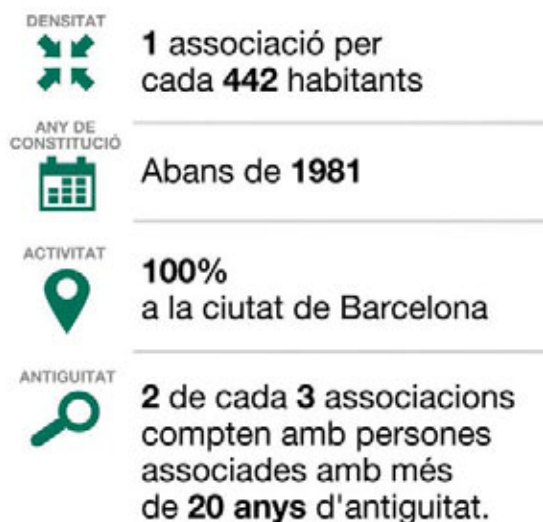 DENSITAT
1 associació per
cada 442 habitants
ANY DE
CONSTITUCIÓ
Abans de 1981
ACTIVITAT
100%
a la ciutat de Barcelona
ANTIGUITAT
2 de cada 3 associacions
compten amb persones
associades amb més
de 20 anys d'antiguitat.